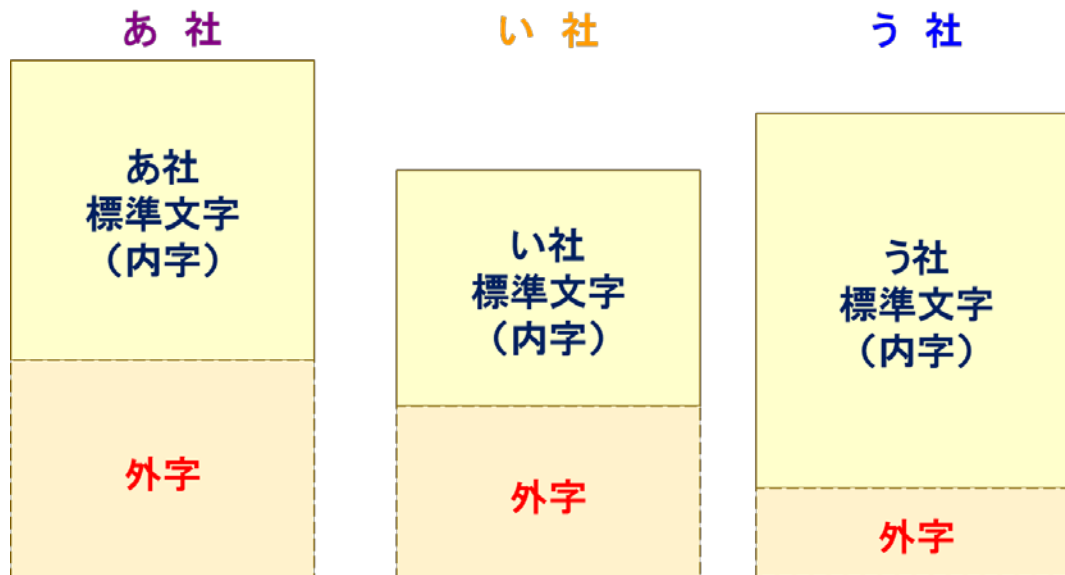 あ 社
あ社
標準文字
（内字）
外字
い 社
い社
標準文字
（内字）
外字
う 社
う社
標準文字
（内字）
外字